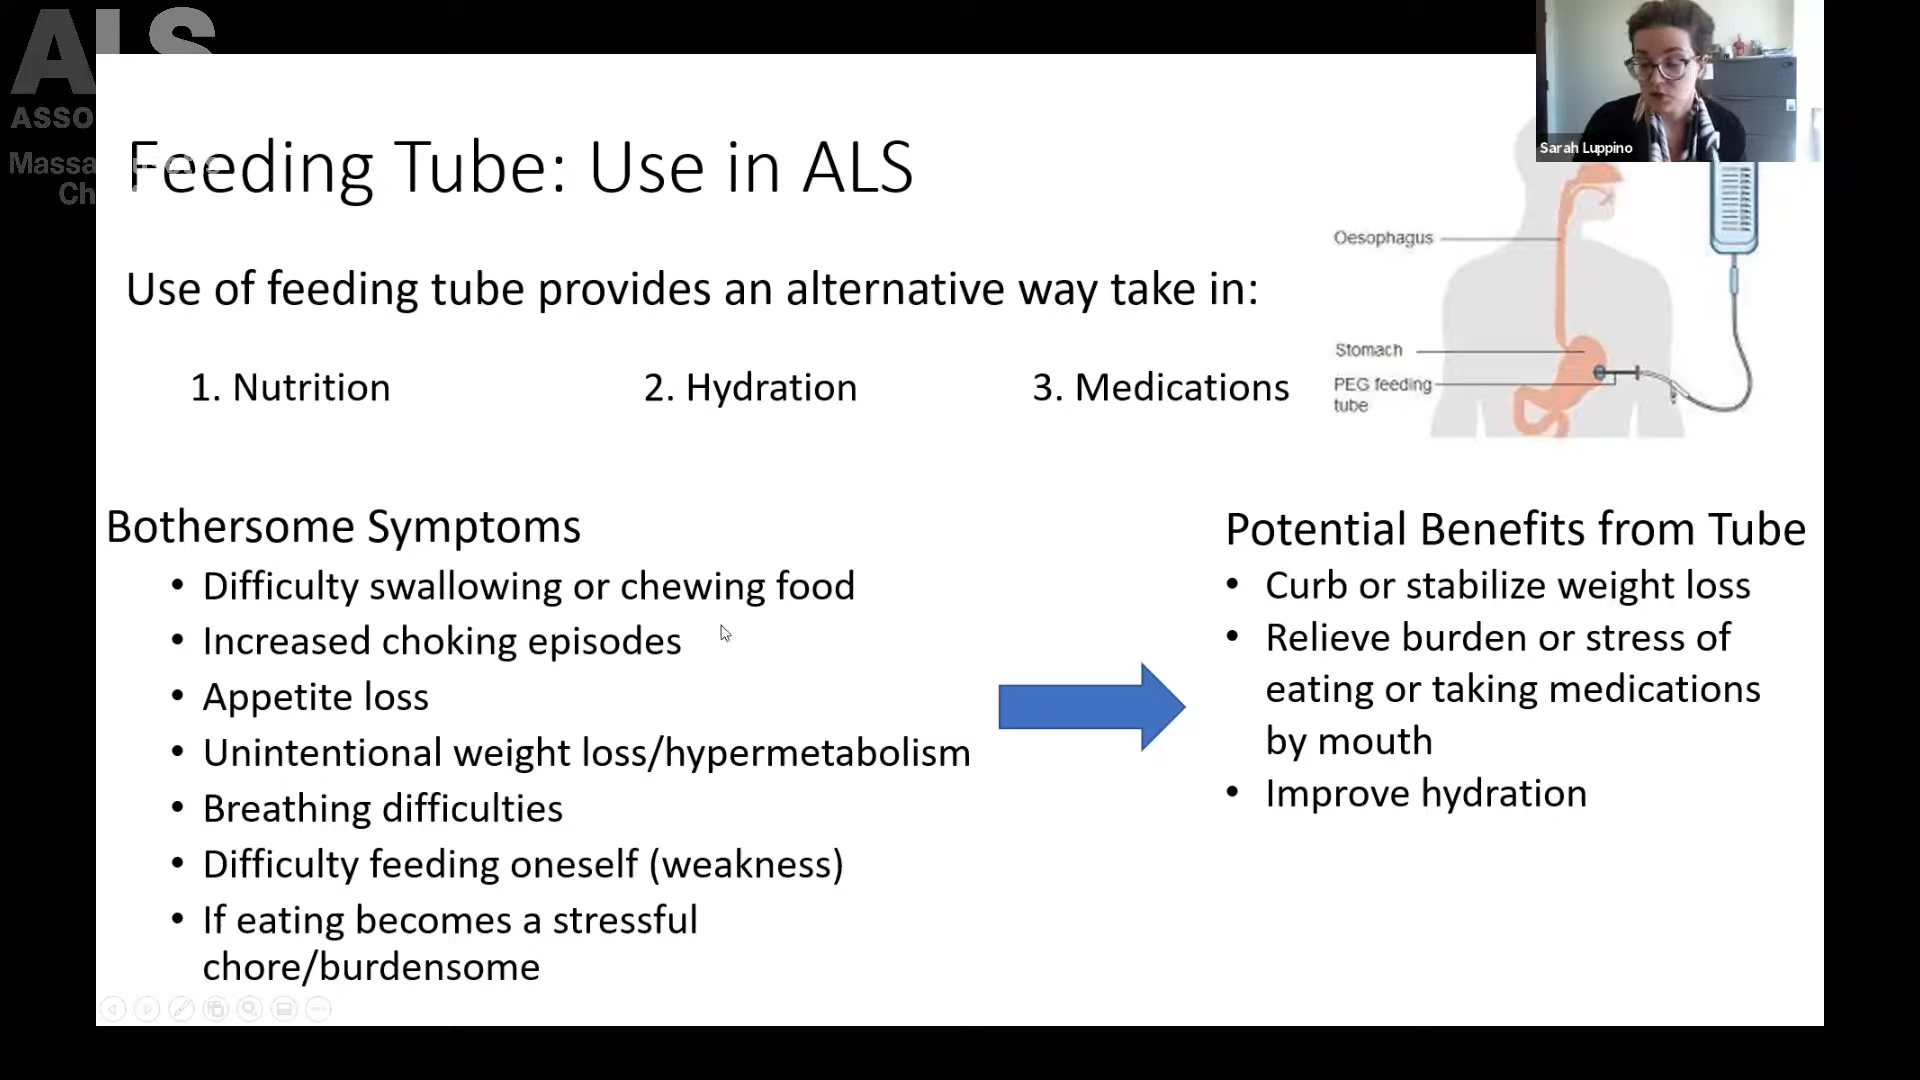 ALS
ASSO
Massa
Ch
Sarah Luppino
Feeding Tube: Use in ALS
Use of feeding tube provides an alternative way take in:
1. Nutrition
2. Hydration
3. Medications
Oesophagus
Stomach
PEG feeding
tube
Bothersome Symptoms
• Difficulty swallowing or chewing food
• Increased choking episodes
• Appetite loss
• Unintentional weight loss/hypermetabolism
• Breathing difficulties
• Difficulty feeding oneself (weakness)
• If eating becomes a stressful
chore/burdensome
Potential Benefits from Tube
• Curb or stabilize weight loss
• Relieve burden or stress of
eating or taking medications
by mouth
• Improve hydration